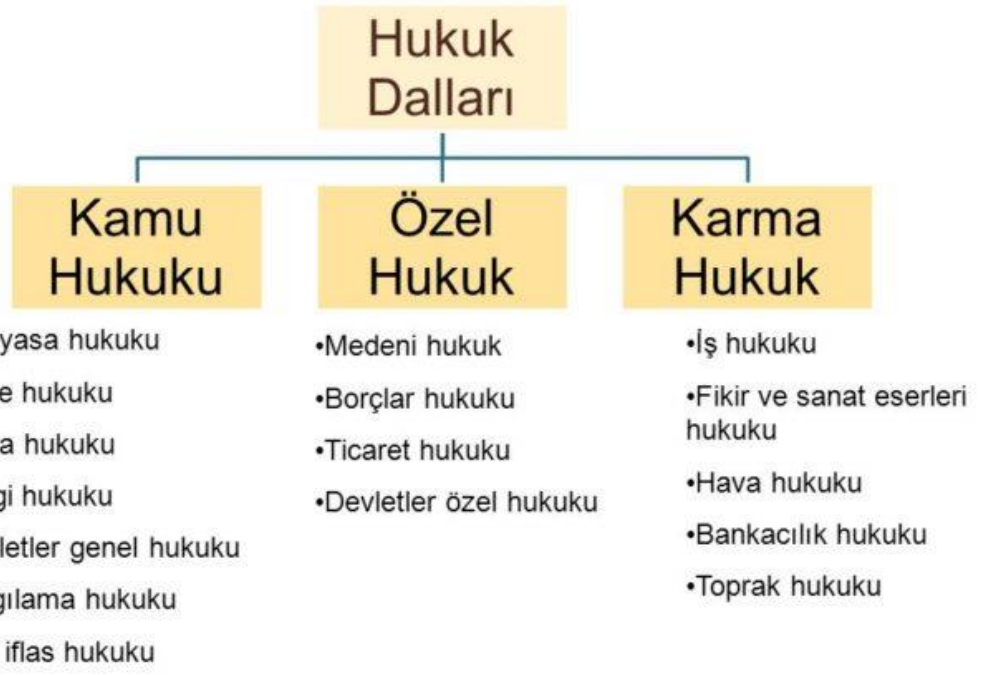 Hukuk
Dalları
Kamu
Hukuku
yasa hukuku
e hukuku
a hukuku
gi hukuku
letler genel hukuku
gılama hukuku
iflas hukuku
Özel
Hukuk
•Medeni hukuk
•Borçlar hukuku
•Ticaret hukuku
•Devletler özel hukuku
Karma
Hukuk
•İş hukuku
•Fikir ve sanat eserleri
hukuku
•Hava hukuku
•Bankacılık hukuku
•Toprak hukuku